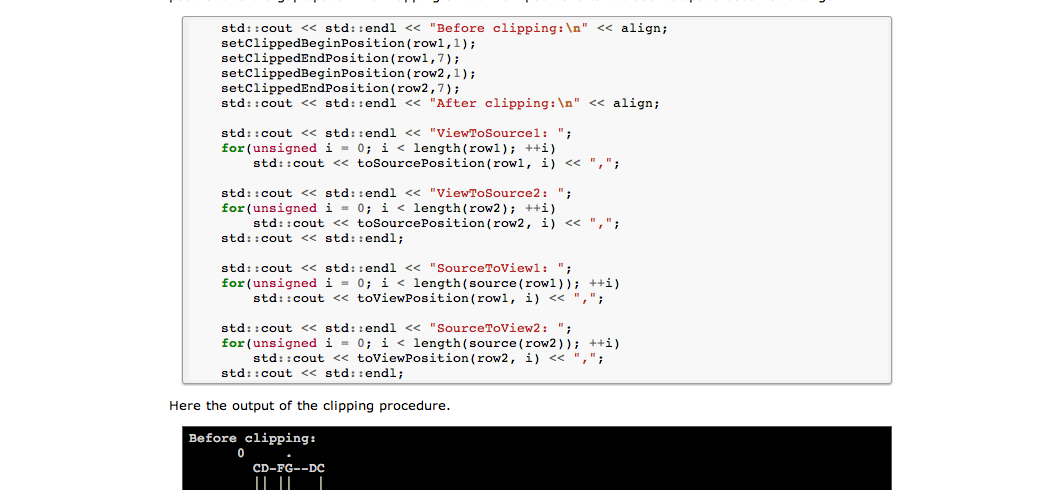 std::cout << std::endl << "Before clipping:\n" << align;
setClippedBeginPosition(row1,1);
setClippedEndPosition(row1,7);
setClippedBeginPosition(row2,1);
setClippedEndPosition(row2,7);
std::cout << std::endl << "After clipping:\n" << align;
std::cout << std::endl << "ViewToSource1: ";
for(unsigned i = 0; i < length(row1); ++i)
std::cout << toSourcePosition(row1, i) << ",";
std::cout << std::endl << "ViewToSource2: ";
for(unsigned i = 0; i < length(row2); ++i)
std::cout << toSourcePosition(row2, i) << ",";
std::cout << std::endl;
std::cout << std::endl << "SourceToView1: ";
for(unsigned i = 0; i < length(source(row1)); ++i)
std::cout << toViewPosition(row1, i) << ",";
std::cout << std::endl << "SourceToView2: ";
for(unsigned i = 0; i < length(source(row2)); ++i)
std::cout << toViewPosition(row2, i) << ",";
std::cout << std::endl;
Here the output of the clipping procedure.
Before clipping:
0 .
CD-FG--DC
|| || |